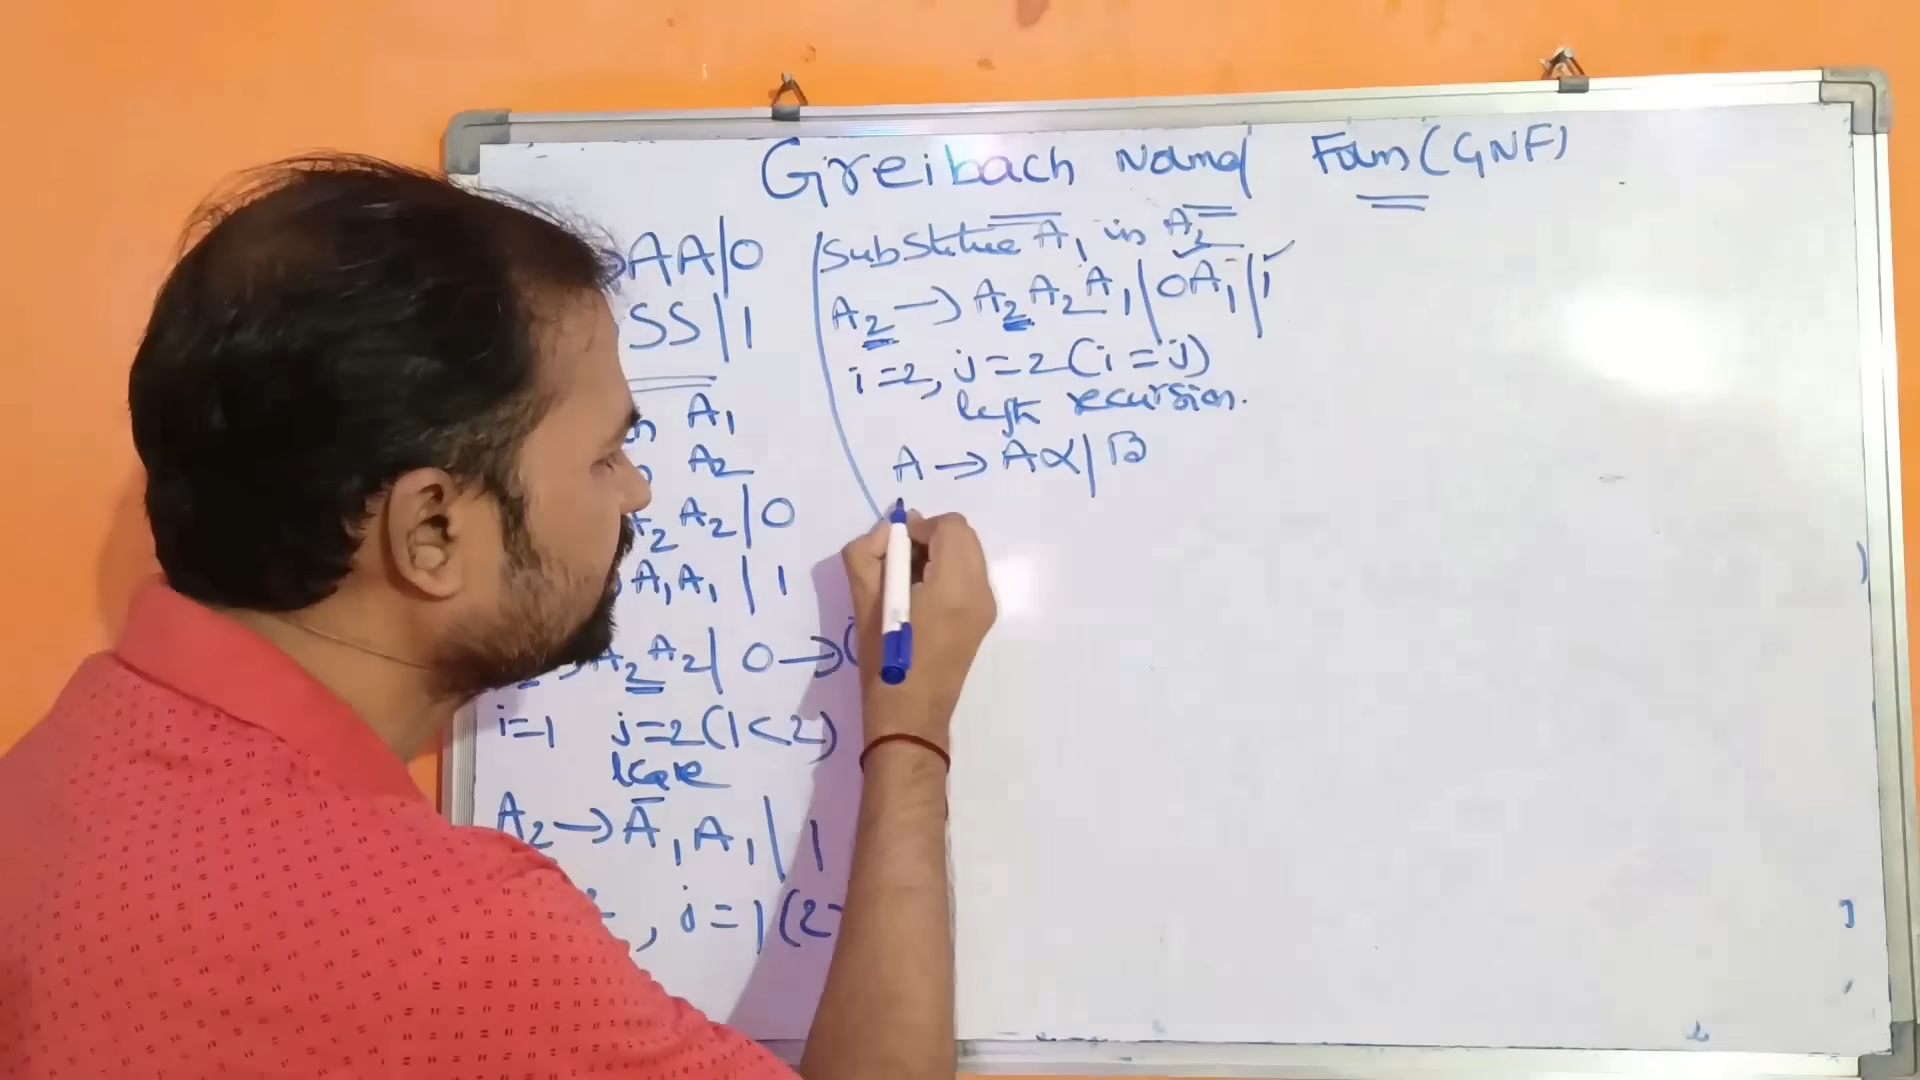 Greibach Normal Form (GNF)
AA|0
SS|1
A1
A2
A2 A2|0
A1A1|1
A2A2|0→
i=1 j=2(1<2)
leave
A2→A1A1|1
, j=1(2
Substitue A1 in A2
A2→A2A2A1|0A1|1
i=2, j=2(i=j)
left recursion.
A→Aα|B